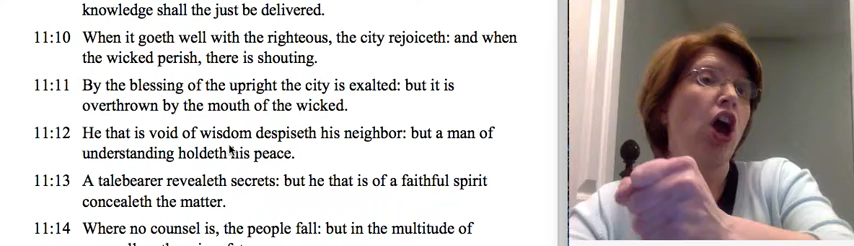 knowledge shall the just be delivered.
11:10 When it goeth well with the righteous, the city rejoiceth: and when
the wicked perish, there is shouting.
11:11 By the blessing of the upright the city is exalted: but it is
overthrown by the mouth of the wicked.
11:12 He that is void of wisdom despiseth his neighbor: but a man of
understanding holdeth his peace.
11:13 A talebearer revealeth secrets: but he that is of a faithful spirit
concealeth the matter.
11:14 Where no counsel is, the people fall: but in the multitude of